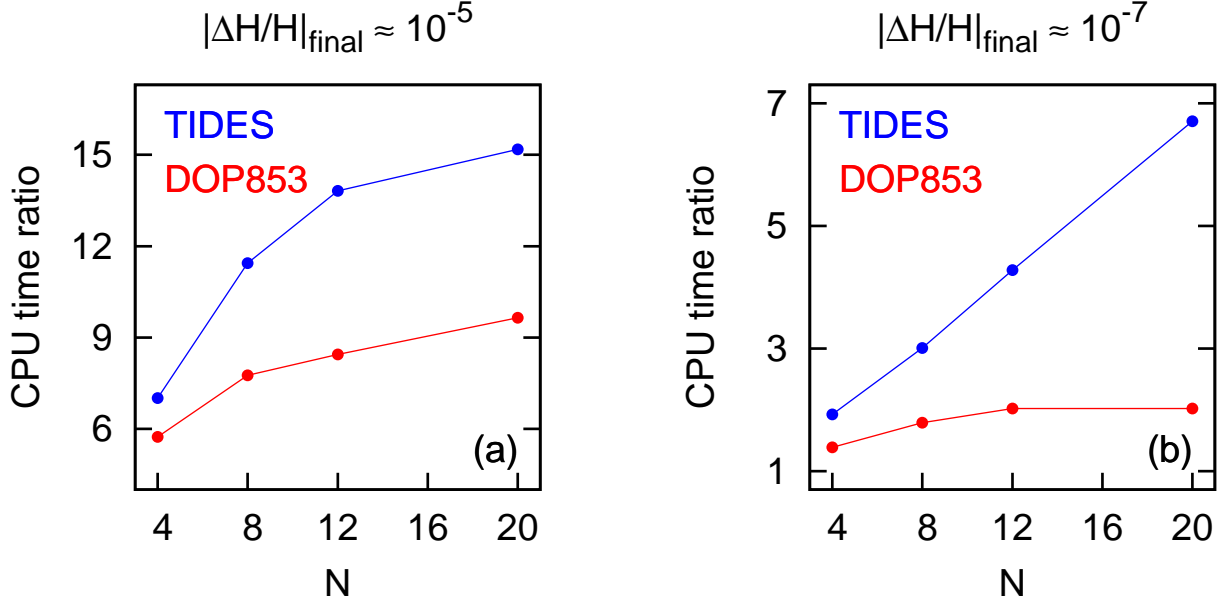 |ΔH/H|final ≈ 10-5
TIDES
DOP853
CPU time ratio
15
12
9
6
(a)
4 8 12 16 20
N
|ΔH/H|final ≈ 10-7
TIDES
DOP853
CPU time ratio
7
5
3
1
(b)
4 8 12 16 20
N